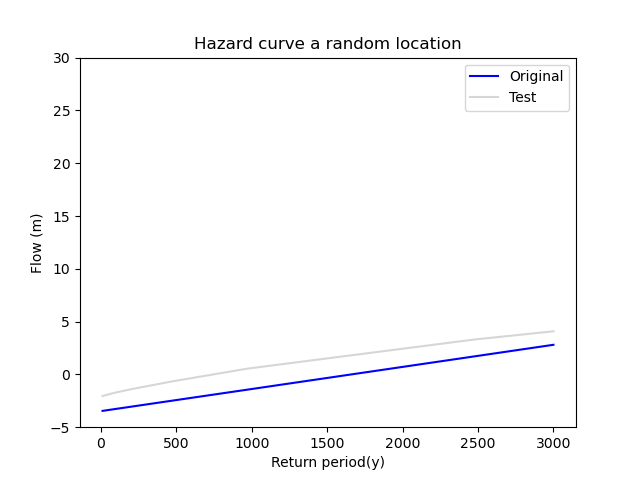 Hazard curve a random location
Original
Test
30
25
20
15
10
5
0
−5
Flow (m)
0 500 1000 1500 2000 2500 3000
Return period(y)